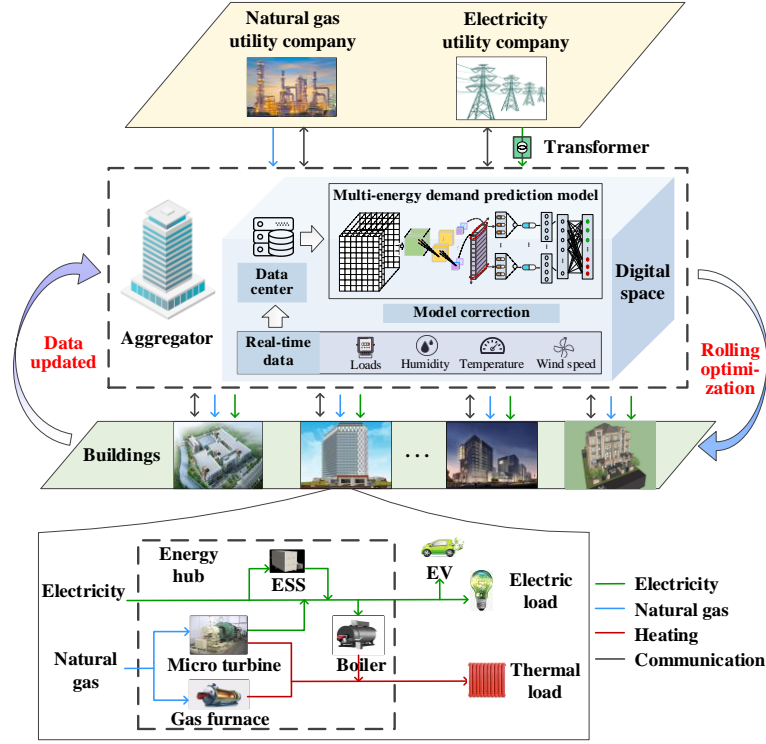 Natural gas
utility company
Electricity
utility company
Transformer
Multi-energy demand prediction model
Data
center
Digital
space
Model correction
Aggregator
Real-time
data
Loads
Humidity
Temperature
Wind speed
Data
updated
Rolling
optimi-
zation
Buildings
...
Energy
hub
ESS
EV
Electricity
Electric
load
Natural
gas
Micro turbine
Boiler
Thermal
load
Gas furnace
Electricity
Natural gas
Heating
Communication